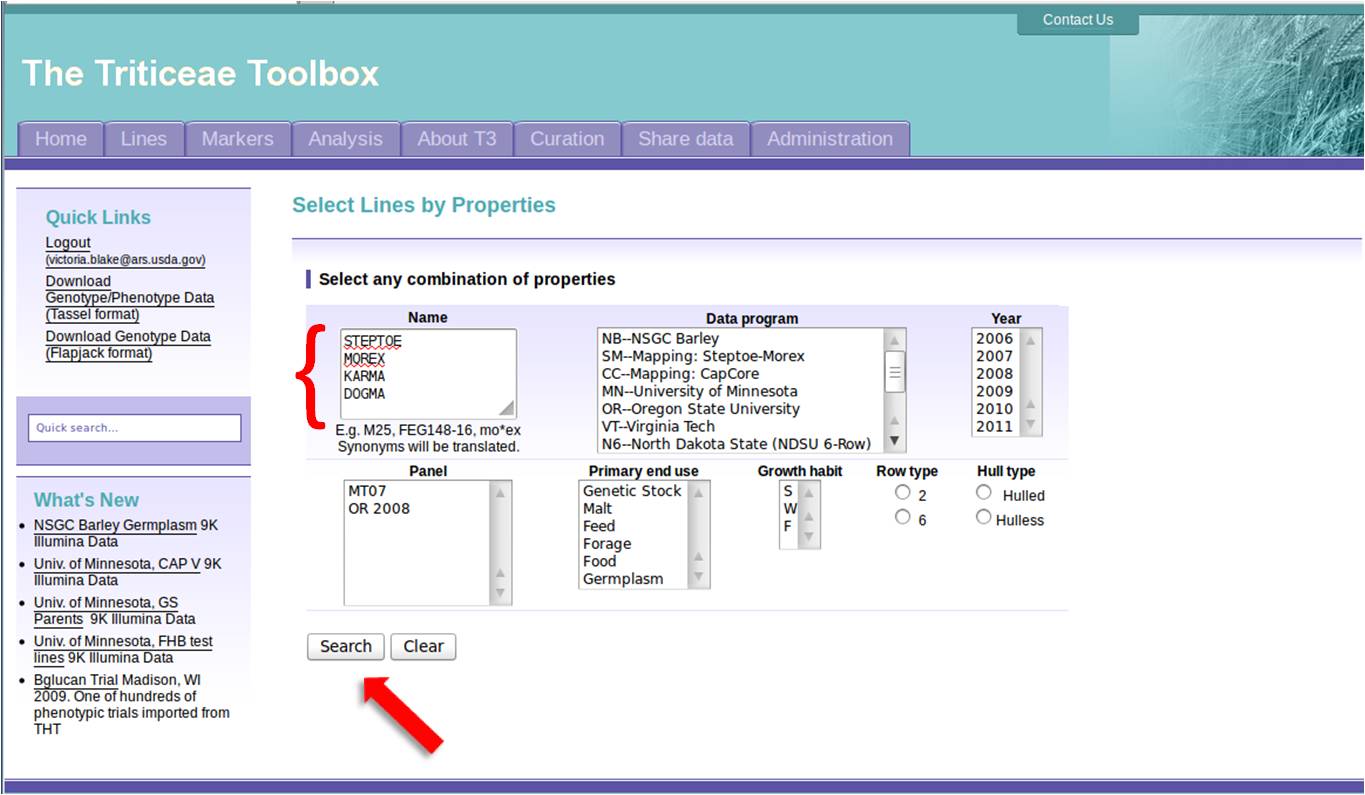 Contact Us
The Triticeae Toolbox
Home Lines Markers Analysis About T3 Curation Share data Administration
Quick Links
Logout
(victoria.blake@ars.usda.gov)
Download
Genotype/Phenotype Data
(Tassel format)
Download Genotype Data
(Flapjack format)
Quick search...
What's New
NSGC Barley Germplasm 9K
Illumina Data
Univ. of Minnesota, CAP V 9K
Illumina Data
Univ. of Minnesota, GS
Parents 9K Illumina Data
Univ. of Minnesota, FHB test
lines 9K Illumina Data
Bglucan Trial Madison, WI
2009. One of hundreds of
phenotypic trials imported from
THT
Select Lines by Properties
Select any combination of properties
Name
STEPTOE
MOREX
KARMA
DOGMA
E.g. M25, FEG148-16, mo*ex
Synonyms will be translated.
Data program
NB--NSGC Barley
SM--Mapping: Steptoe-Morex
CC--Mapping: CapCore
MN--University of Minnesota
OR--Oregon State University
VT--Virginia Tech
N6--North Dakota State (NDSU 6-Row)
Year
2006
2007
2008
2009
2010
2011
Panel
MT07
OR 2008
Primary end use
Genetic Stock
Malt
Feed
Forage
Food
Germplasm
Growth habit
S
W
F
Row type
2
6
Hull type
Hulled
Hulless
Search Clear